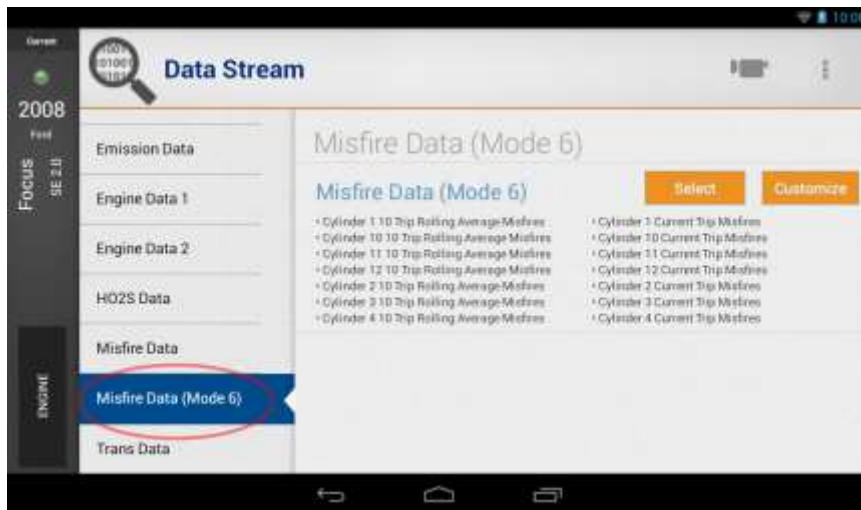 10:00
Current
2008
Ford
Focus
SE 2.0
ENGINE
Data Stream
Emission Data
Engine Data 1
Engine Data 2
HO2S Data
Misfire Data
Misfire Data (Mode 6)
Trans Data
Misfire Data (Mode 6)
Misfire Data (Mode 6)
Select
Customize
• Cylinder 1 10 Trip Rolling Average Misfires
• Cylinder 10 10 Trip Rolling Average Misfires
• Cylinder 11 10 Trip Rolling Average Misfires
• Cylinder 12 10 Trip Rolling Average Misfires
• Cylinder 2 10 Trip Rolling Average Misfires
• Cylinder 3 10 Trip Rolling Average Misfires
• Cylinder 4 10 Trip Rolling Average Misfires
• Cylinder 1 Current Trip Misfires
• Cylinder 10 Current Trip Misfires
• Cylinder 11 Current Trip Misfires
• Cylinder 12 Current Trip Misfires
• Cylinder 2 Current Trip Misfires
• Cylinder 3 Current Trip Misfires
• Cylinder 4 Current Trip Misfires